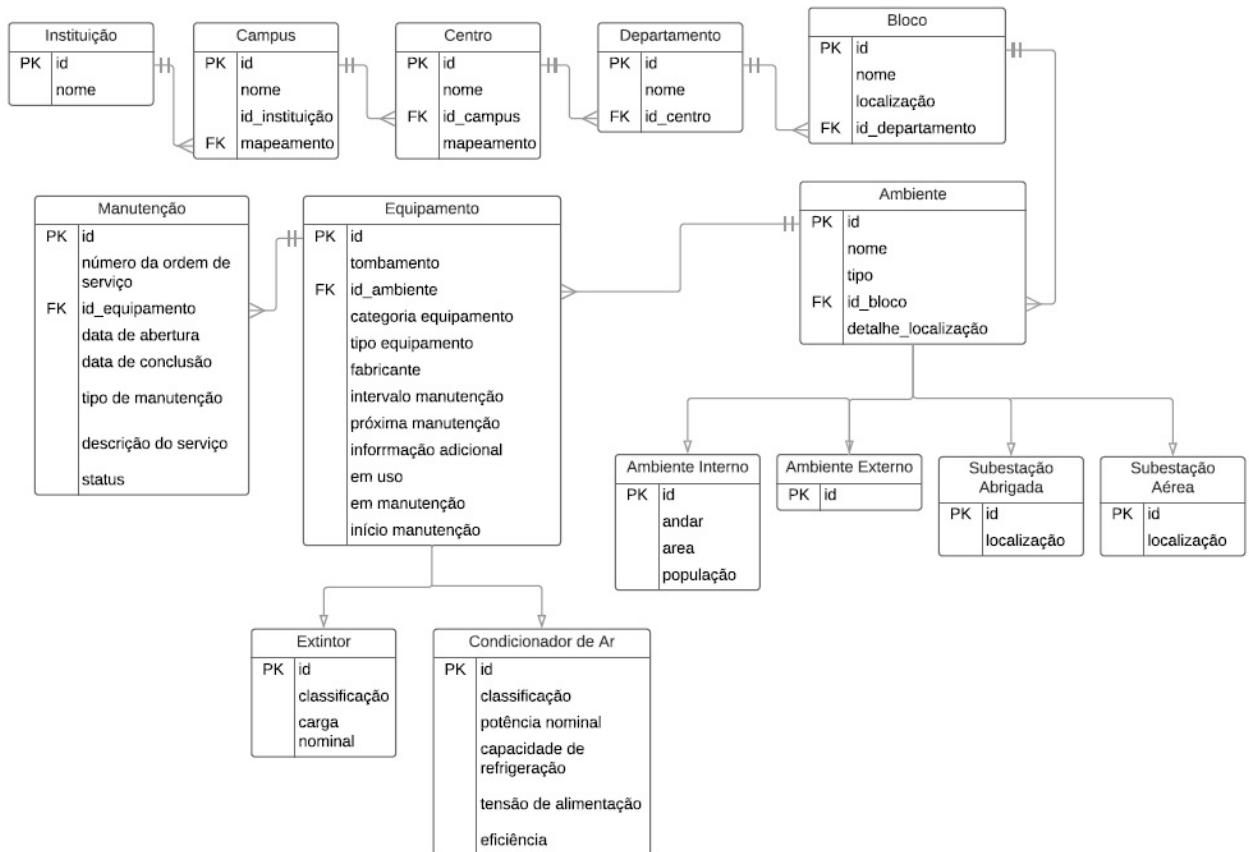 Instituição
PK id
nome
Campus
PK id
nome
id_instituição
FK mapeamento
Centro
PK id
nome
FK id_campus
mapeamento
Departamento
PK id
nome
FK id_centro
Bloco
PK id
nome
localização
FK id_departamento
Manutenção
PK id
número da ordem de
serviço
FK id_equipamento
data de abertura
data de conclusão
tipo de manutenção
descrição do serviço
status
Equipamento
PK id
tombamento
FK id_ambiente
categoria equipamento
tipo equipamento
fabricante
intervalo manutenção
próxima manutenção
inforrmação adicional
em uso
em manutenção
início manutenção
Ambiente
PK id
nome
tipo
FK id_bloco
detalhe_localização
Ambiente Interno
PK id
andar
area
população
Ambiente Externo
PK id
Subestação
Abrigada
PK id
localização
Subestação
Aérea
PK id
localização
Extintor
PK id
classificação
carga
nominal
Condicionador de Ar
PK id
classificação
potência nominal
capacidade de
refrigeração
tensão de alimentação
eficiência